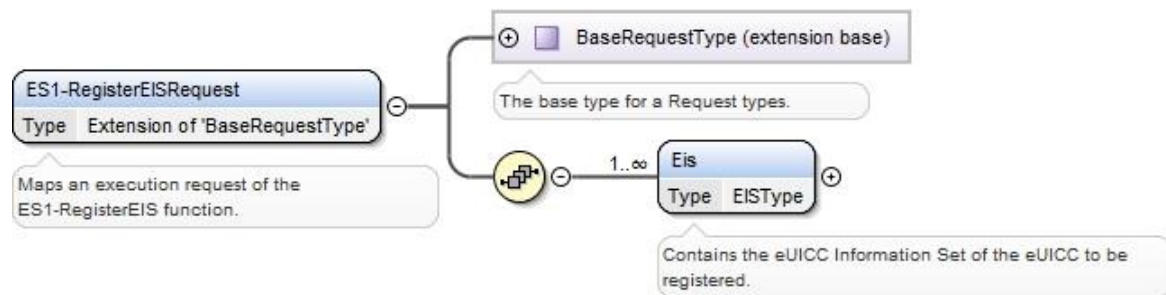 BaseRequestType (extension base)
The base type for a Request types.
ES1-RegisterEISRequest
Type Extension of 'BaseRequestType'
Maps an execution request of the
ES1-RegisterEIS function.
1..∞
Eis
Type EISType
Contains the eUICC Information Set of the eUICC to be
registered.